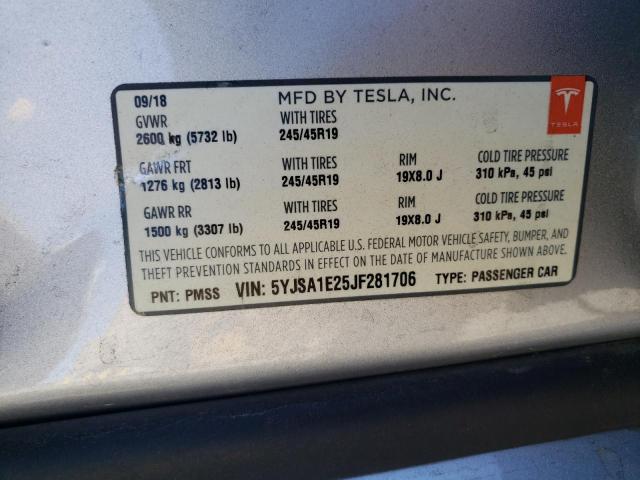 09/18 MFD BY TESLA, INC.
GVWR WITH TIRES
2600 kg (5732 lb) 245/45R19
TESLA
GAWR FRT WITH TIRES RIM COLD TIRE PRESSURE
1276 kg (2813 lb) 245/45R19 19X8.0 J 310 kPa, 45 psi
GAWR RR WITH TIRES RIM COLD TIRE PRESSURE
1500 kg (3307 lb) 245/45R19 19X8.0 J 310 kPa, 45 psi
THIS VEHICLE CONFORMS TO ALL APPLICABLE U.S. FEDERAL MOTOR VEHICLE SAFETY, BUMPER, AND
THEFT PREVENTION STANDARDS IN EFFECT ON THE DATE OF MANUFACTURE SHOWN ABOVE.
PNT: PMSS VIN: 5YJSA1E25JF281706 TYPE: PASSENGER CAR